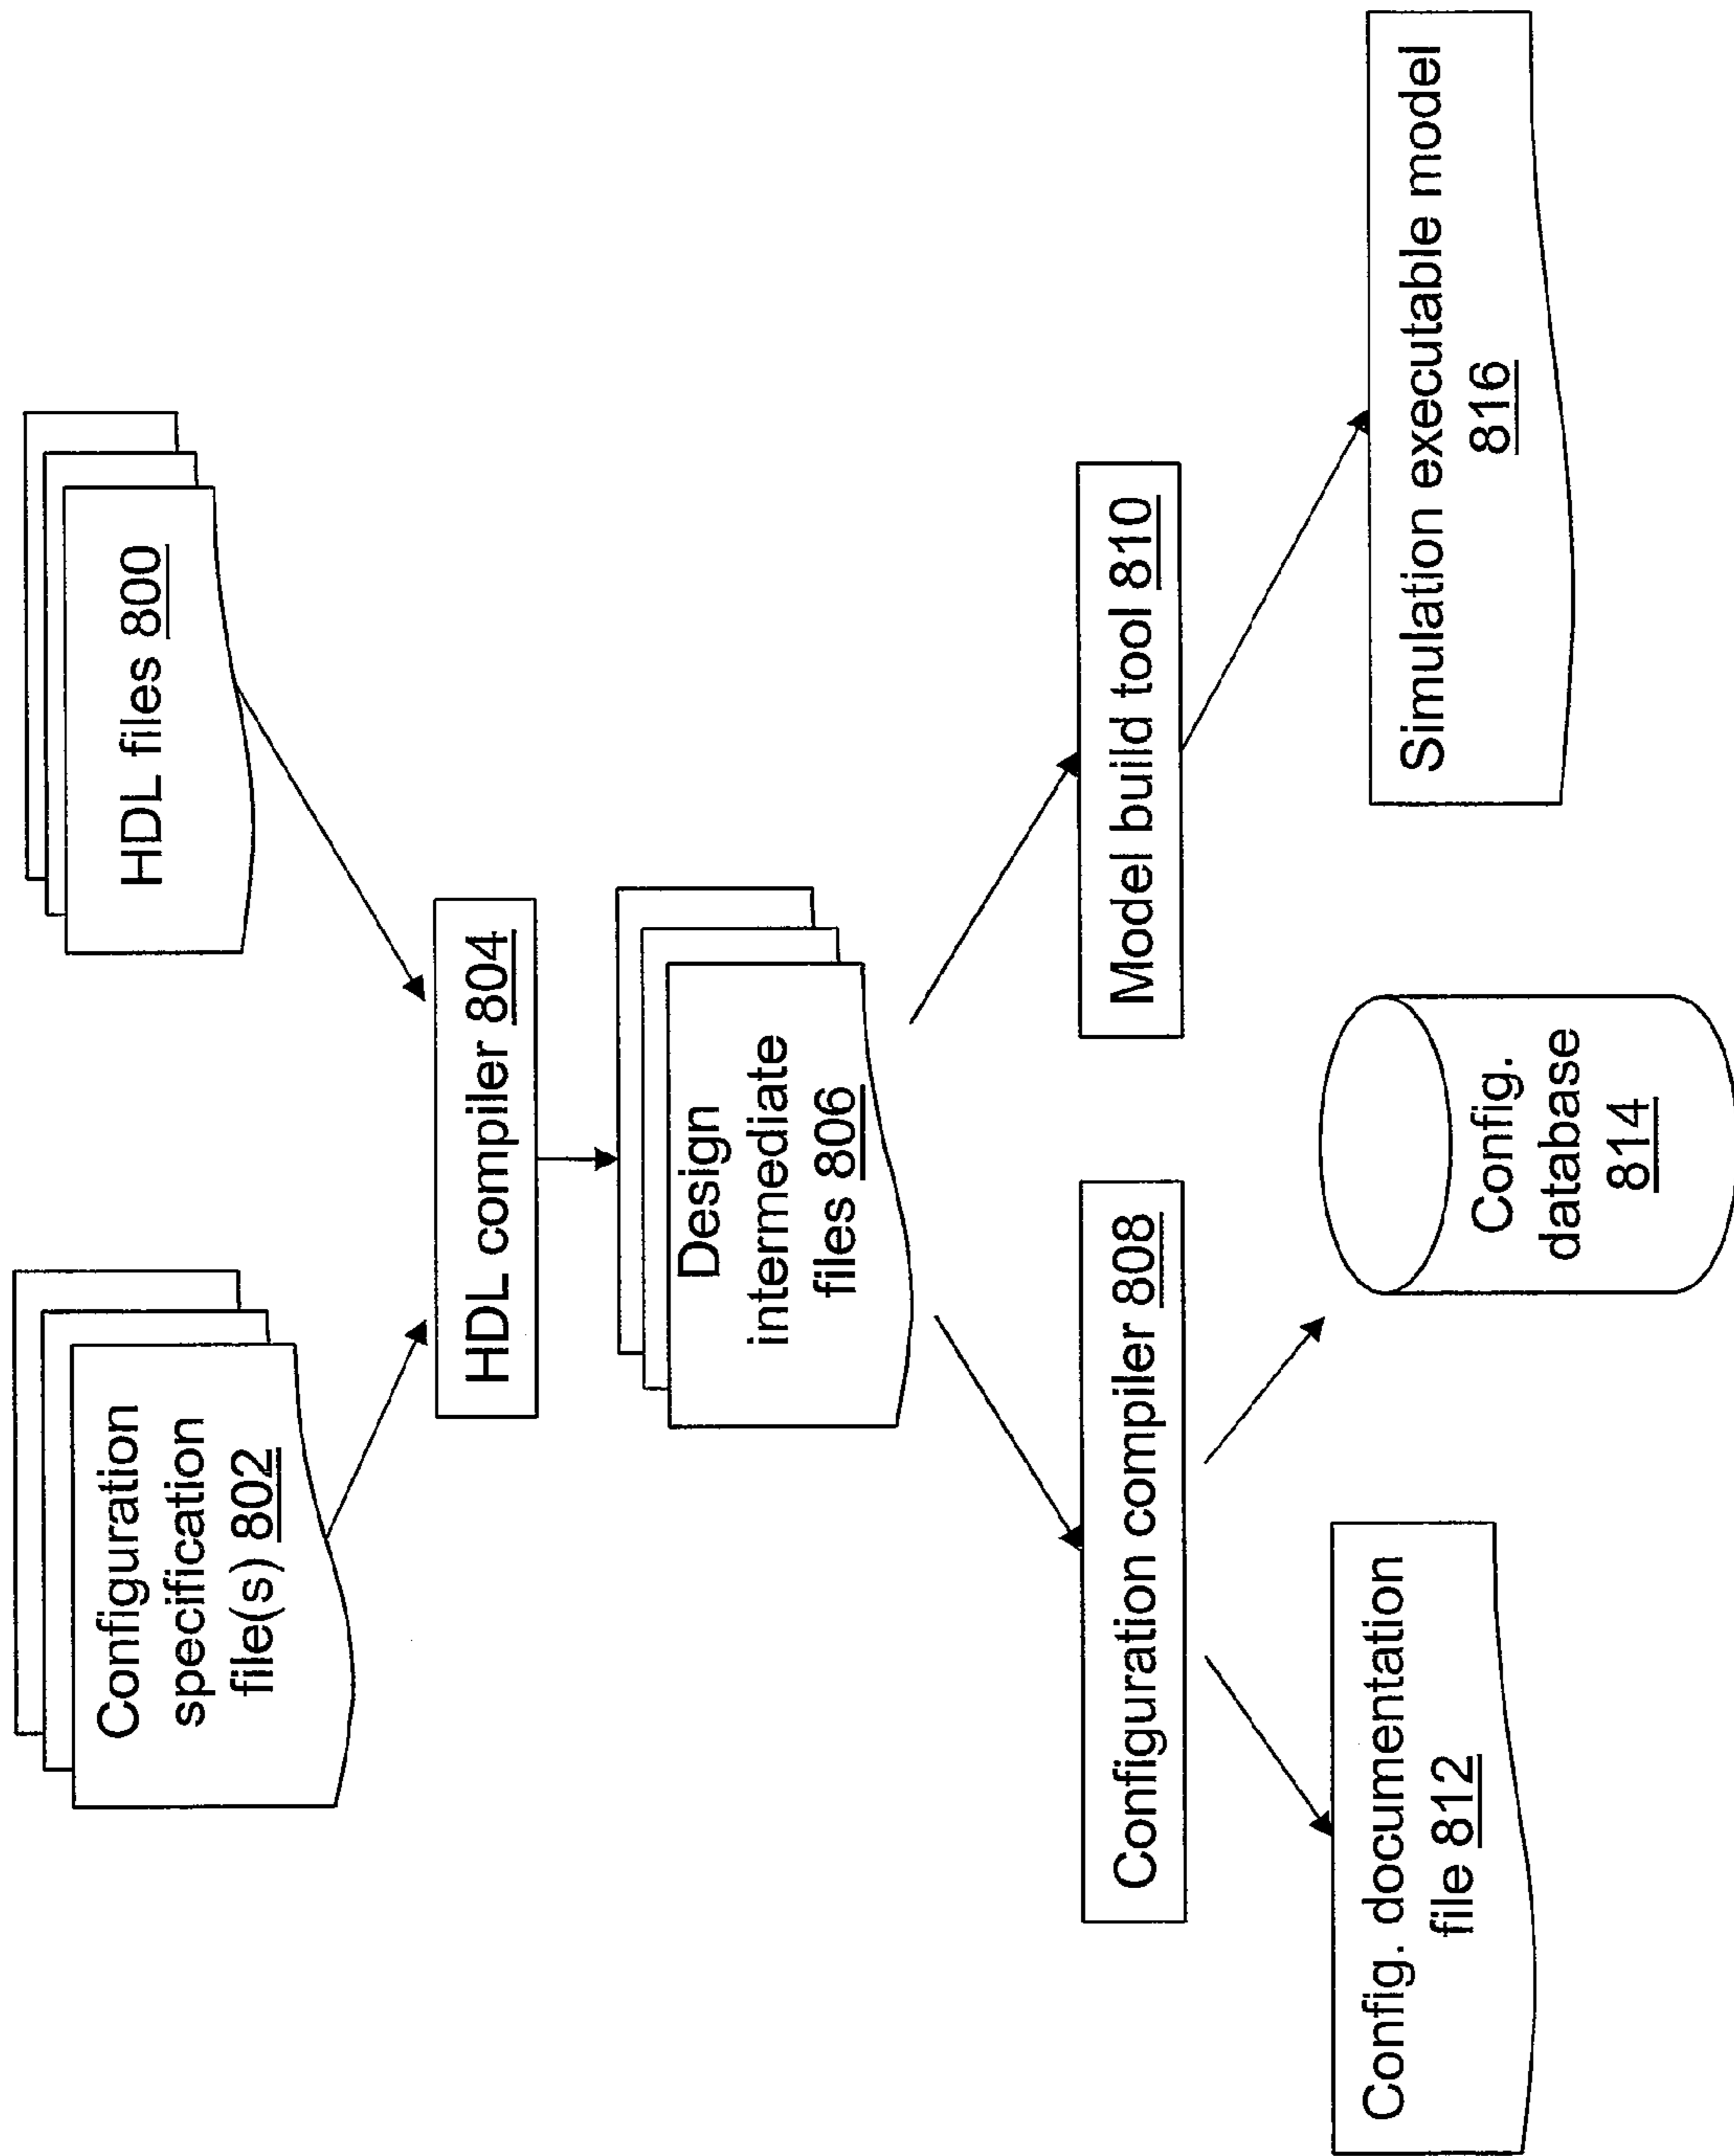 Configuration
specification
file(s) 802
HDL files 800
HDL compiler 804
Design
intermediate
files 806
Configuration compiler 808
Model build tool 810
Config. documentation
file 812
Config.
database
814
Simulation executable model
816